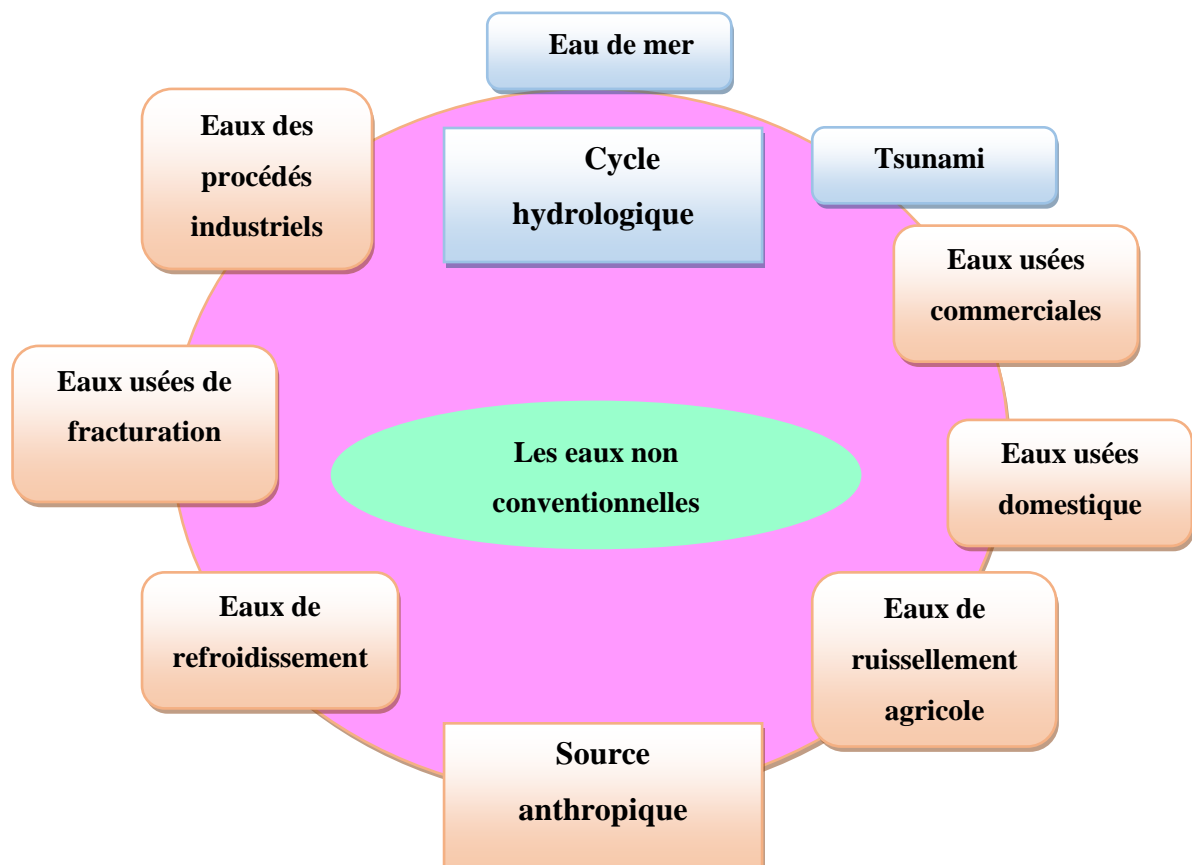 Eau de mer
Eaux des
procédés
industriels
Cycle
hydrologique
Tsunami
Eaux usées
commerciales
Eaux usées de
fracturation
Les eaux non
conventionnelles
Eaux usées
domestique
Eaux de
refroidissement
Eaux de
ruissellement
agricole
Source
anthropique